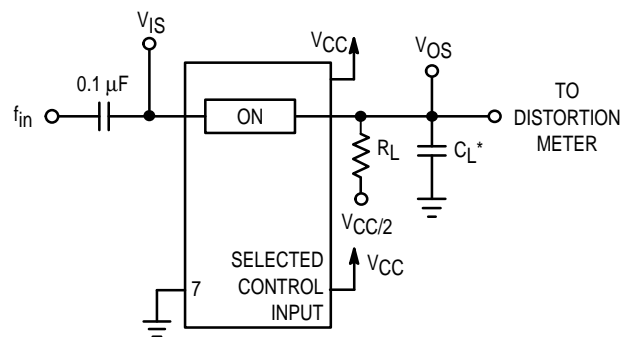 VIS
VCC
VOS
0.1 µF
fin
ON
TO
DISTORTION
METER
RL
CL*
VCC/2
SELECTED
CONTROL
INPUT
VCC
7